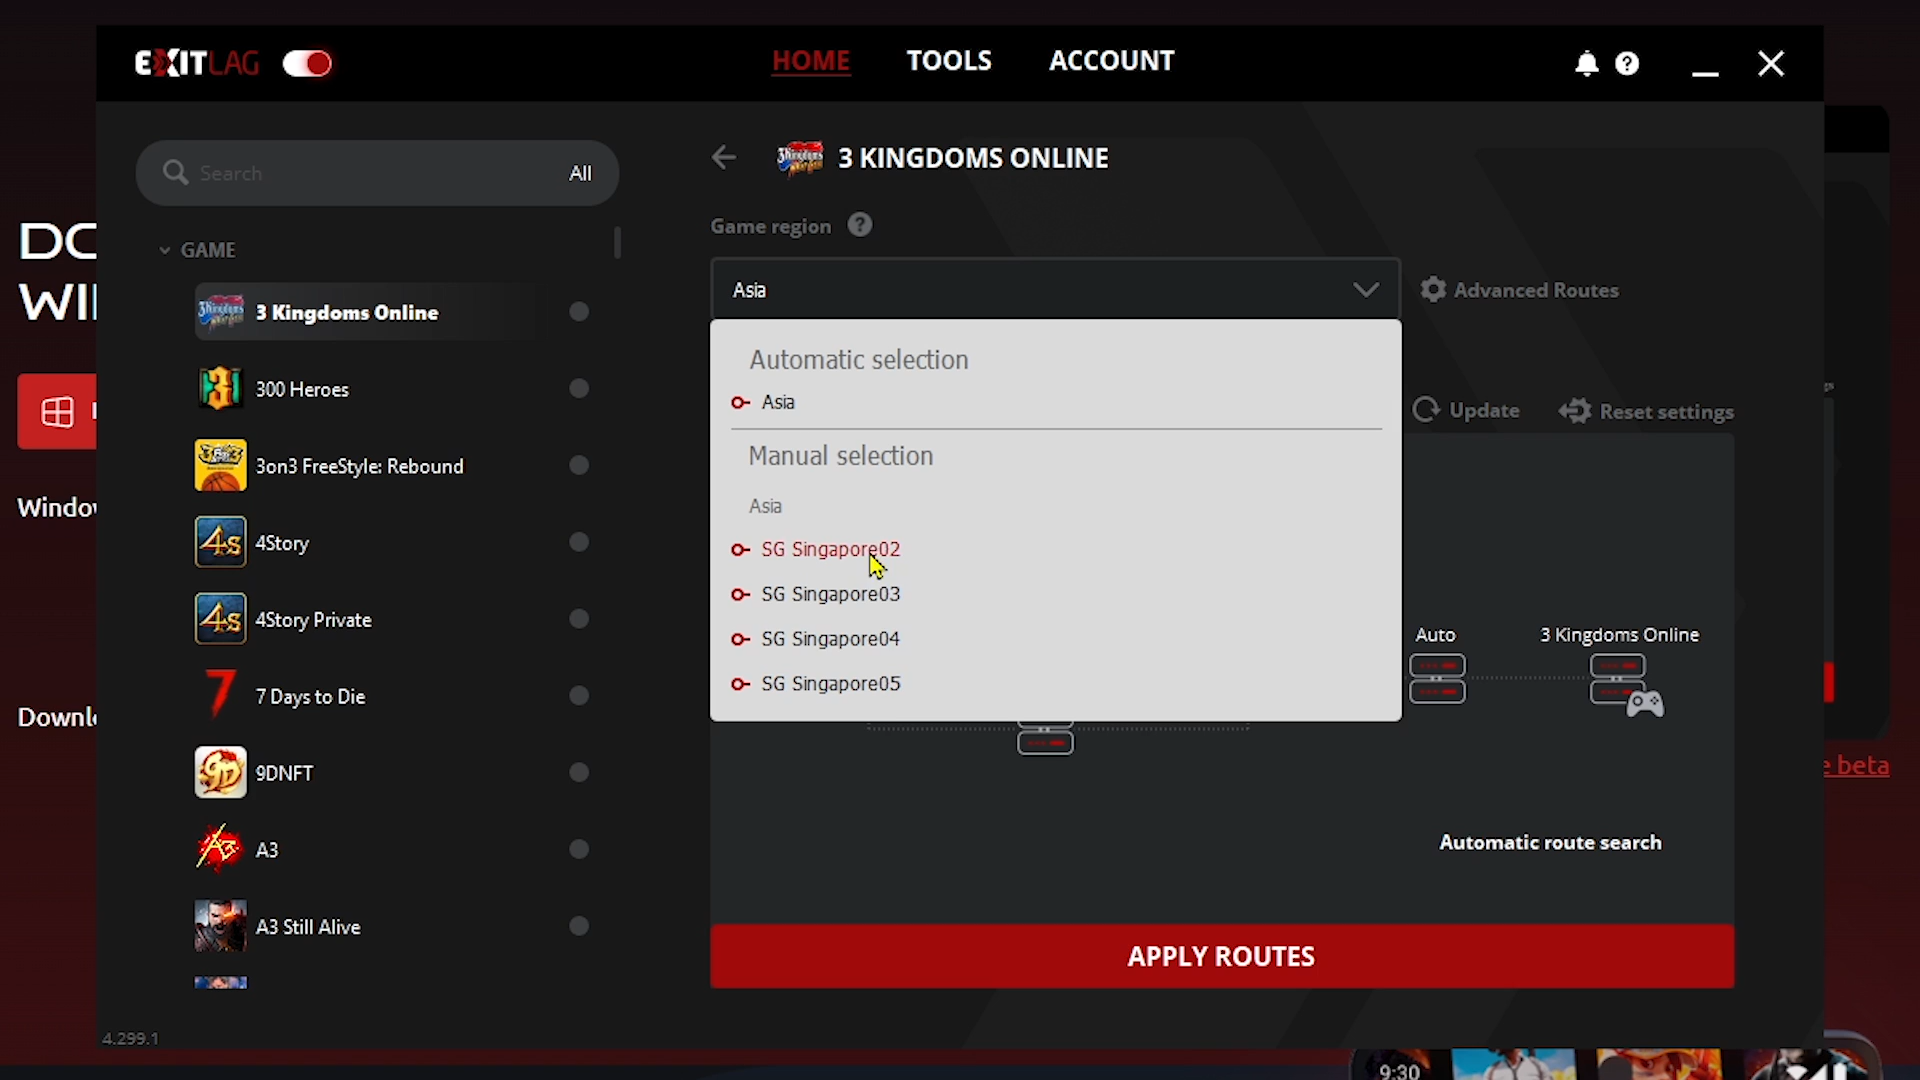 EXITLAG
HOME
TOOLS
ACCOUNT
?
Search
All
GAME
3 Kingdoms Online
300 Heroes
3on3 FreeStyle: Rebound
4Story
4Story Private
7 Days to Die
9DNFT
A3
A3 Still Alive
4.299.1
3 KINGDOMS ONLINE
Game region ?
Asia
Advanced Routes
Automatic selection
Asia
Manual selection
Asia
SG Singapore02
SG Singapore03
SG Singapore04
SG Singapore05
Update
Reset settings
Auto
3 Kingdoms Online
Automatic route search
APPLY ROUTES
DO
WI
Window
Downlo
e beta
9:30